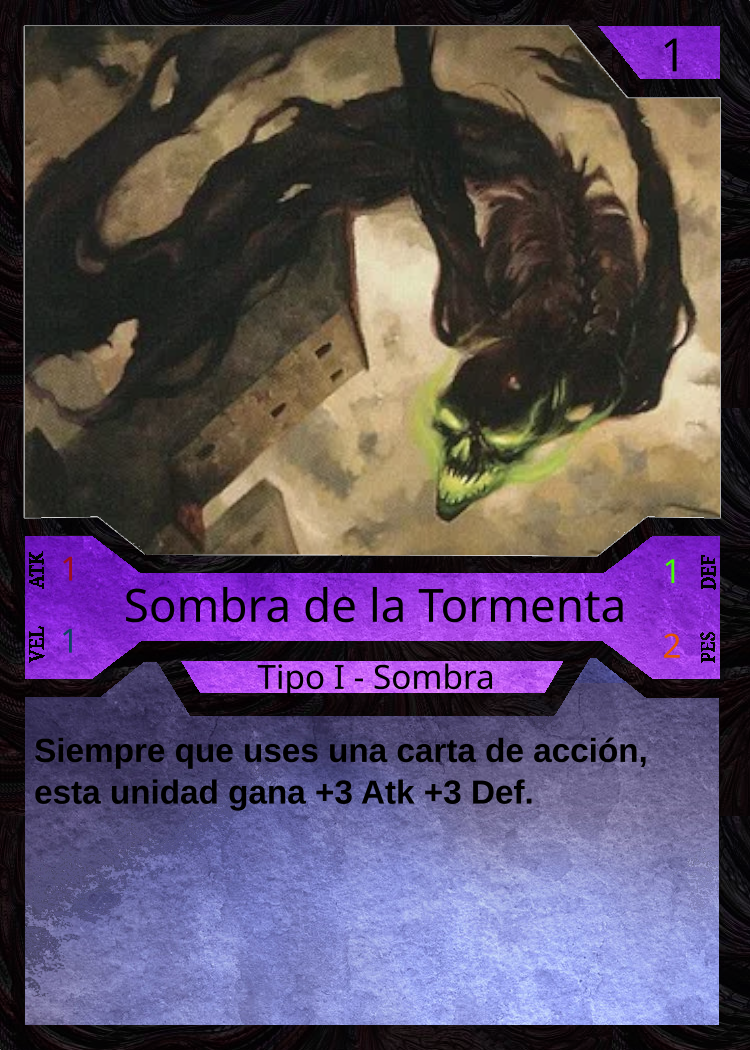 1
ATK 1
1 DEF
Sombra de la Tormenta
VEL 1
2 PES
Tipo I - Sombra
Siempre que uses una carta de acción,
esta unidad gana +3 Atk +3 Def.